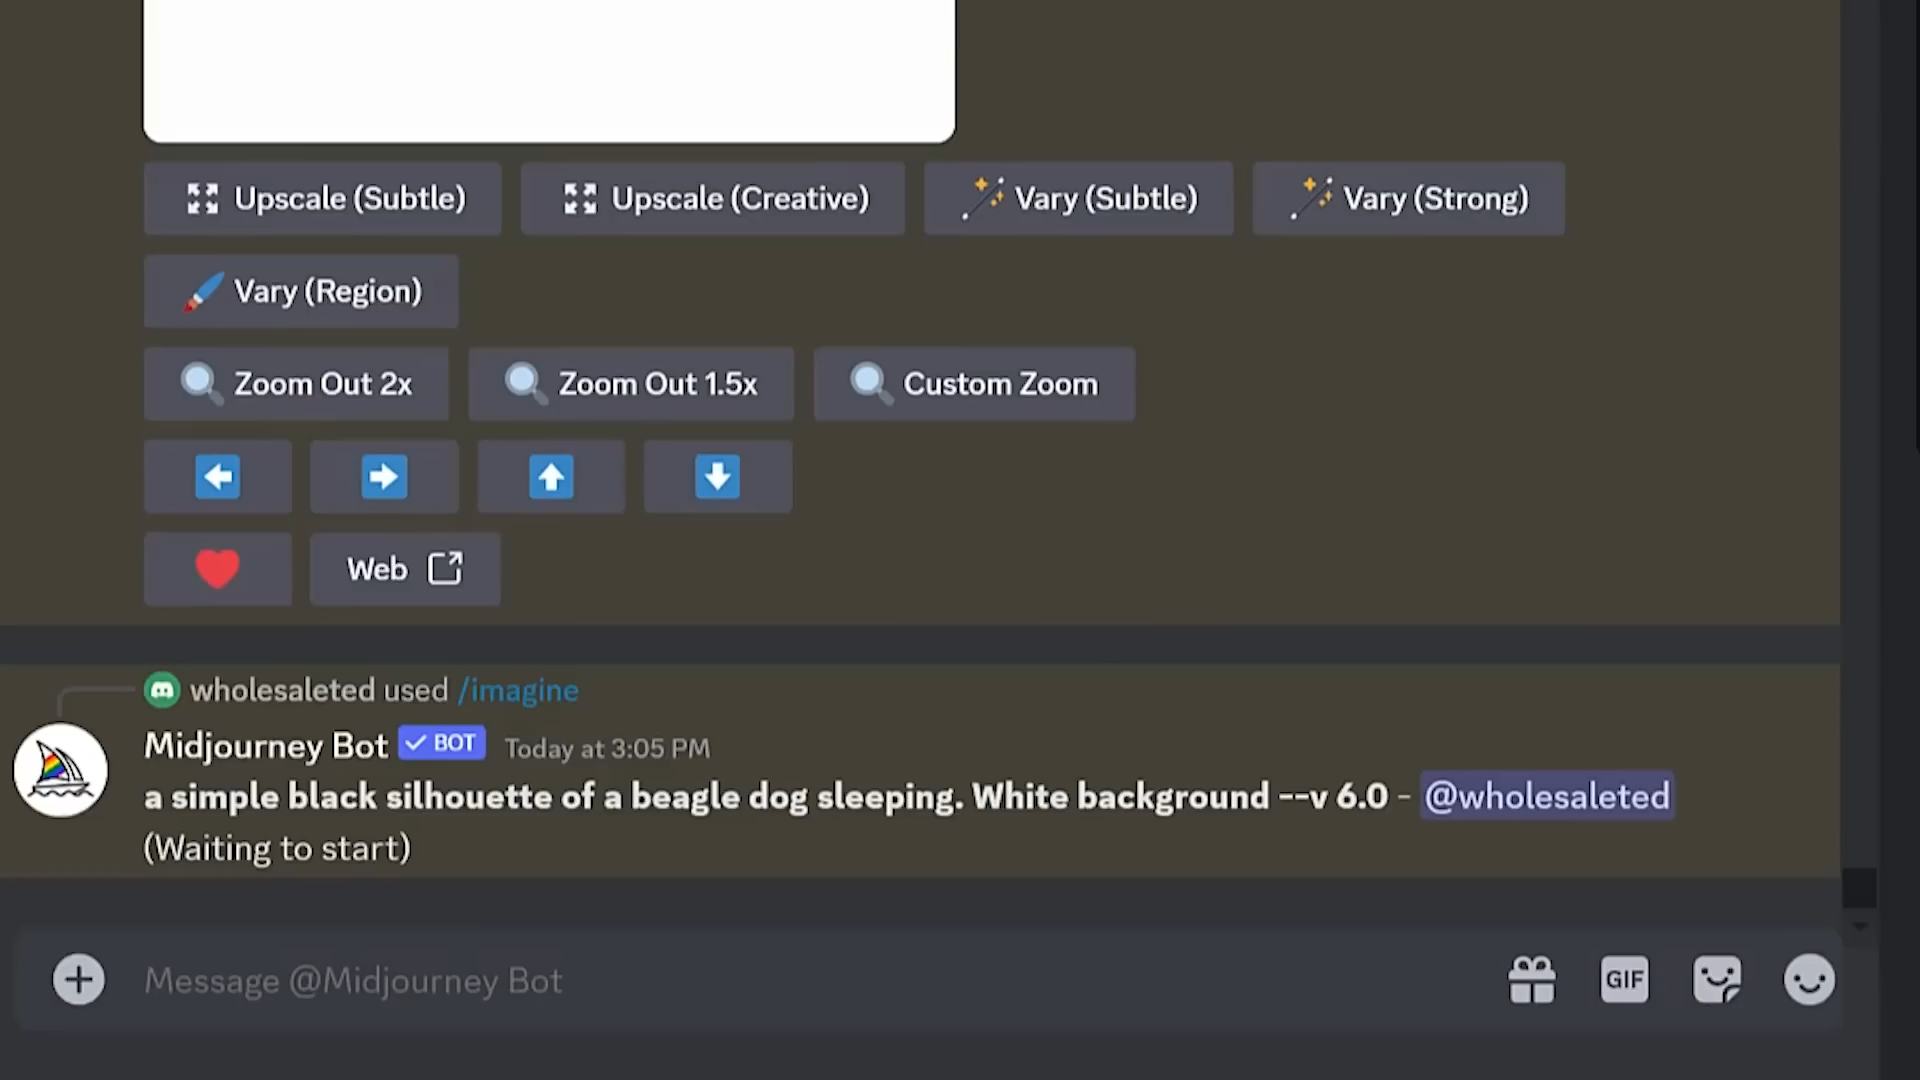 Upscale (Subtle) Upscale (Creative) Vary (Subtle) Vary (Strong)
Vary (Region)
Zoom Out 2x Zoom Out 1.5x Custom Zoom
Web
wholesaleted used /imagine
Midjourney Bot BOT Today at 3:05 PM
a simple black silhouette of a beagle dog sleeping. White background --v 6.0 - @wholesaleted
(Waiting to start)
Message @Midjourney Bot GIF